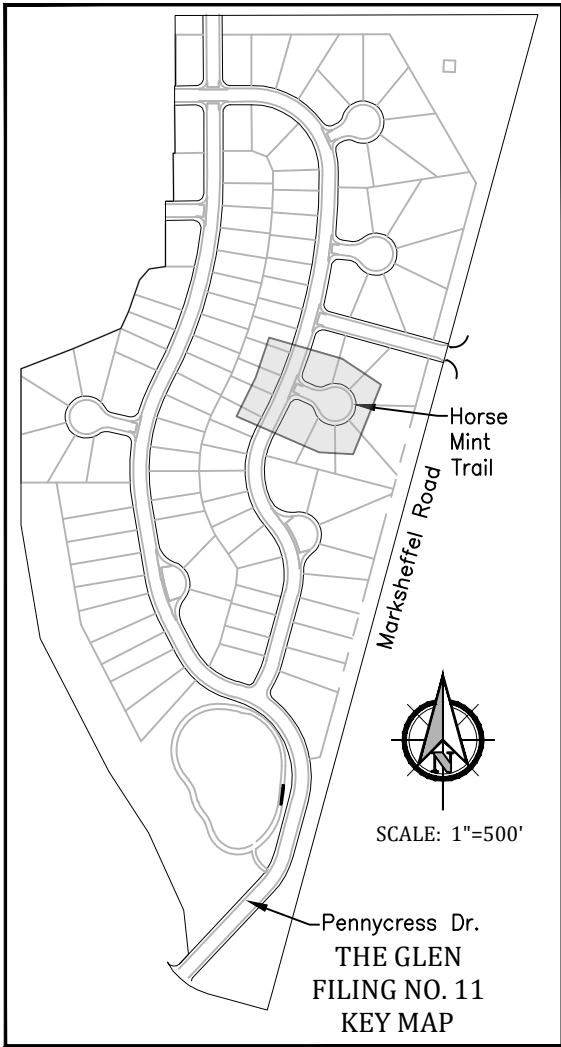 Horse
Mint
Trail
Marksheffel Road
N
SCALE: 1"=500'
Pennycress Dr.
THE GLEN
FILING NO. 11
KEY MAP